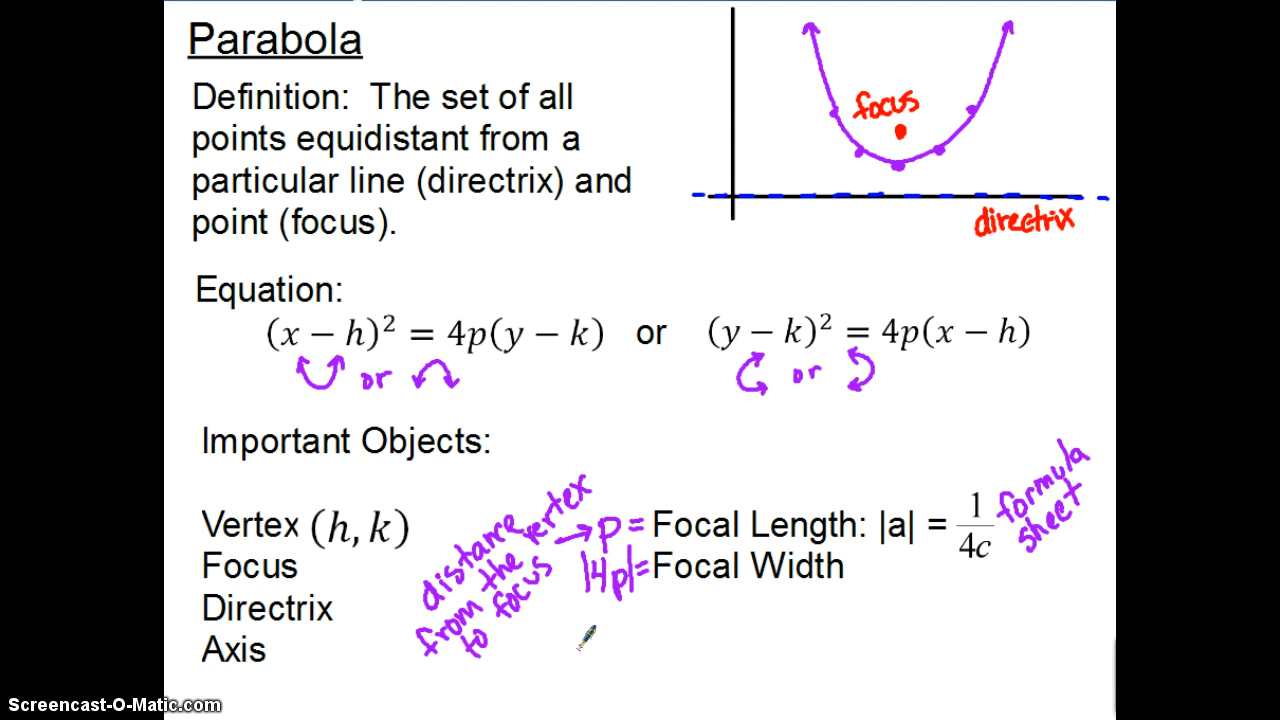 Parabola
Definition: The set of all
points equidistant from a
particular line (directrix) and
point (focus).
focus
directrix
Equation:
(x − h)² = 4p(y − k) or (y − k)² = 4p(x − h)
or or
Important Objects:
Vertex (h, k)
Focus
Directrix
Axis
distance
from the vertex
to focus
p = Focal Length: |a| = 1/4c
|4p| = Focal Width
formula
sheet
Screencast-O-Matic.com